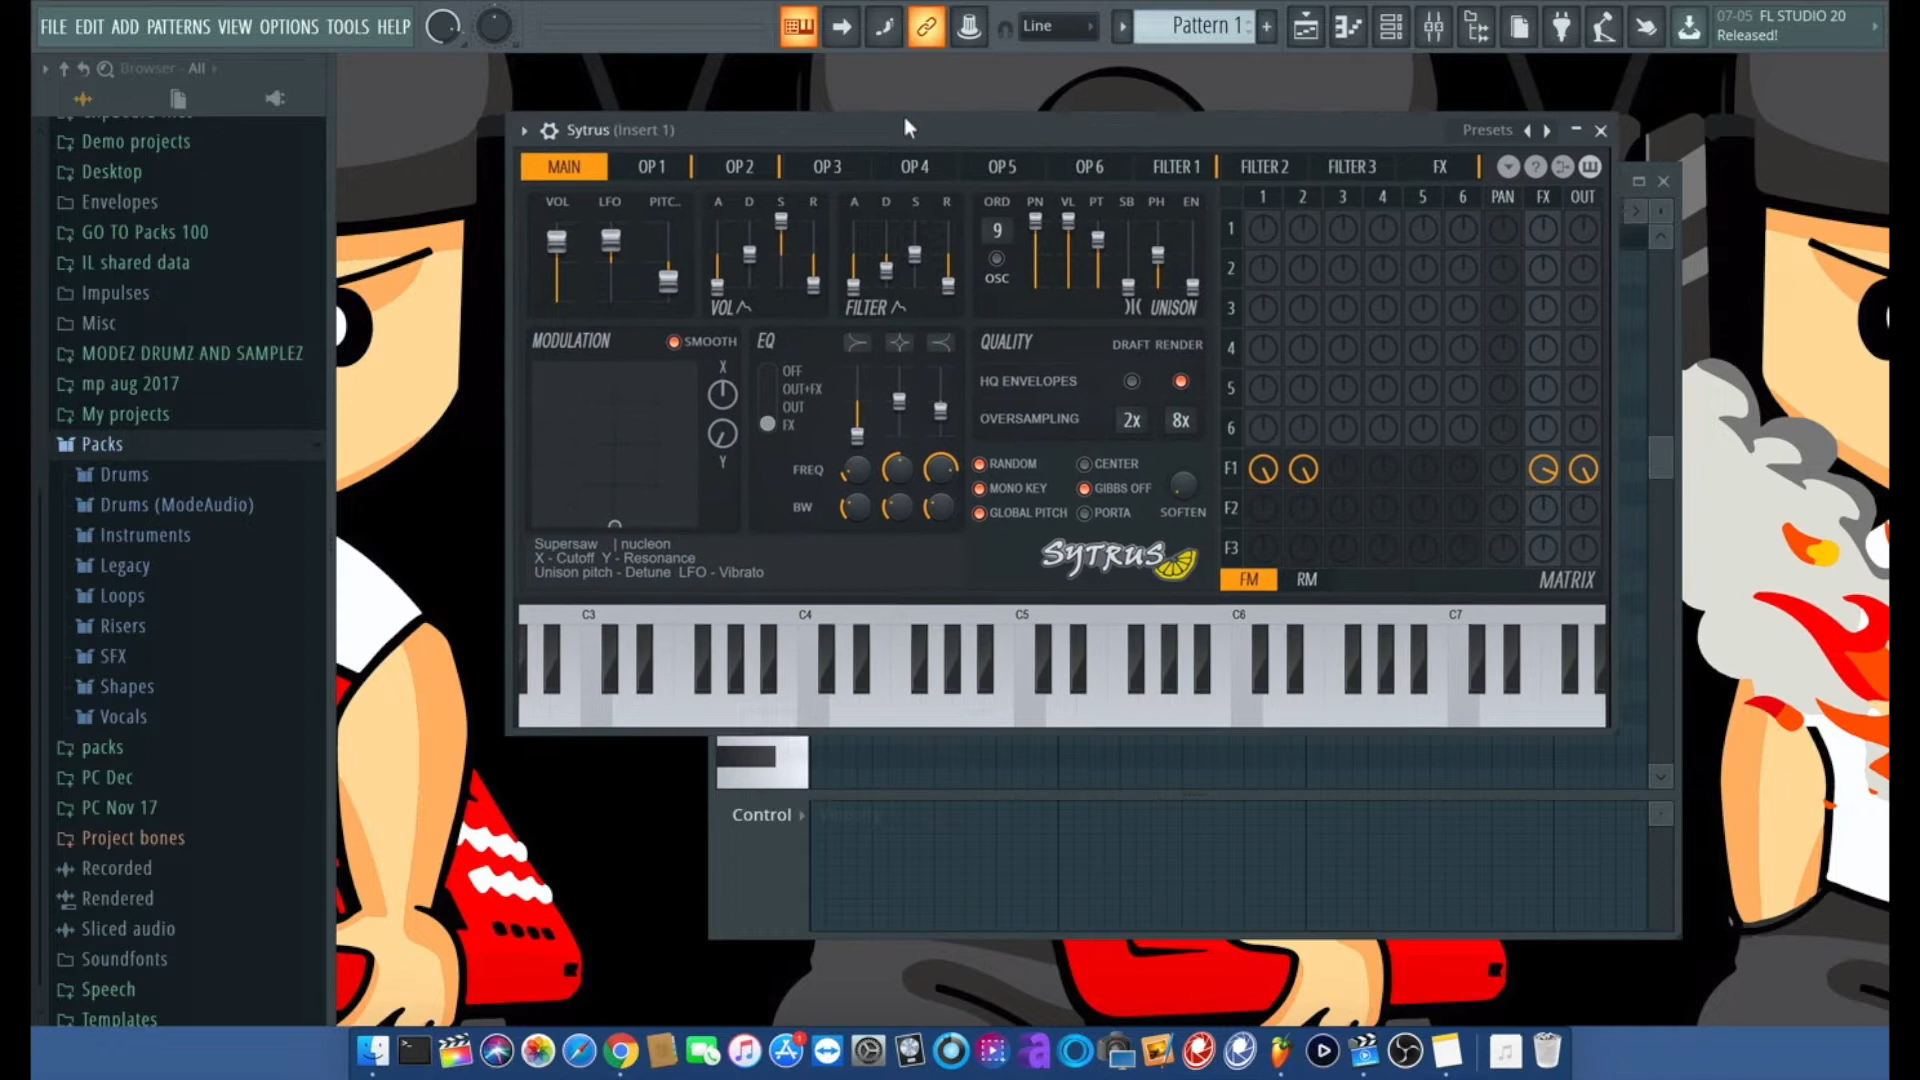 FILE EDIT ADD PATTERNS VIEW OPTIONS TOOLS HELP
Line
Pattern 1
+
07-05 FL STUDIO 20
Released!
Browser - All
Demo projects
Desktop
Envelopes
GO TO Packs 100
IL shared data
Impulses
Misc
MODEZ DRUMZ AND SAMPLEZ
mp aug 2017
My projects
Packs
Drums
Drums (ModeAudio)
Instruments
Legacy
Loops
Risers
SFX
Shapes
Vocals
packs
PC Dec
PC Nov 17
Project bones
Recorded
Rendered
Sliced audio
Soundfonts
Speech
Templates
Sytrus (Insert 1)
Presets
MAIN OP 1 OP 2 OP 3 OP 4 OP 5 OP 6 FILTER 1 FILTER 2 FILTER 3 FX
?
VOL LFO PITC..
A D S R
VOL
A D S R
FILTER
ORD PN VL PT SB PH EN
9
OSC
UNISON
MODULATION
SMOOTH
X
Y
EQ
OFF
OUT+FX
OUT
FX
FREQ
BW
QUALITY
DRAFT RENDER
HQ ENVELOPES
OVERSAMPLING 2x 8x
RANDOM CENTER
MONO KEY GIBBS OFF
GLOBAL PITCH PORTA
SOFTEN
Supersaw | nucleon
X - Cutoff Y - Resonance
Unison pitch - Detune LFO - Vibrato
SYTRUS
1 2 3 4 5 6 PAN FX OUT
1
2
3
4
5
6
F1
F2
F3
FM RM
MATRIX
C3 C4 C5 C6 C7
Control
1